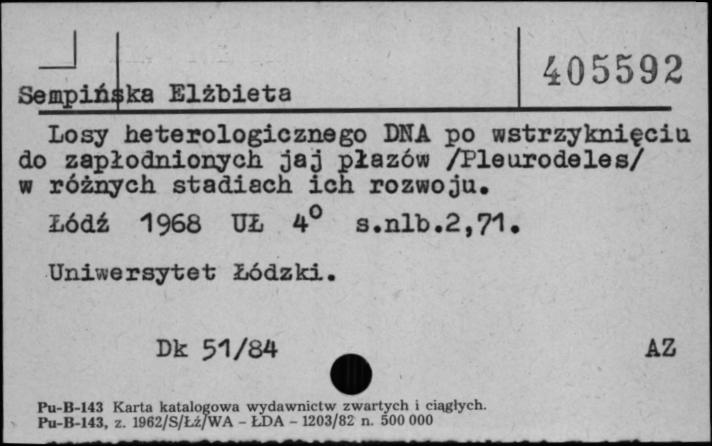 405592
Sempińska Elżbieta
Losy heterologicznego DNA po wstrzyknięciu
do zapłodnionych jaj płazów /Pleurodeles/
w różnych stadiach ich rozwoju.
Łódź 1968 UŁ 4° s.nlb.2,71.
Uniwersytet Łódzki.
Dk 51/84 AZ
Pu-B-143 Karta katalogowa wydawnictw zwartych i ciągłych.
Pu-B-143, z. 1962/S/Łż/WA - ŁDA - 1203/82 n. 500 000